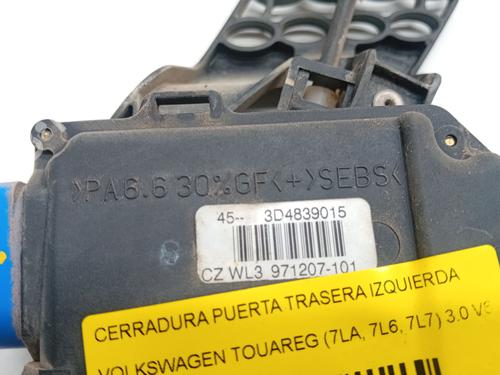 >PA6.6 30%GF<+>SEBS<
45-- 3D4839015
CZ WL3 971207-101
CERRADURA PUERTA TRASERA IZQUIERDA
VOLKSWAGEN TOUAREG (7LA, 7L6, 7L7) 3.0 V6